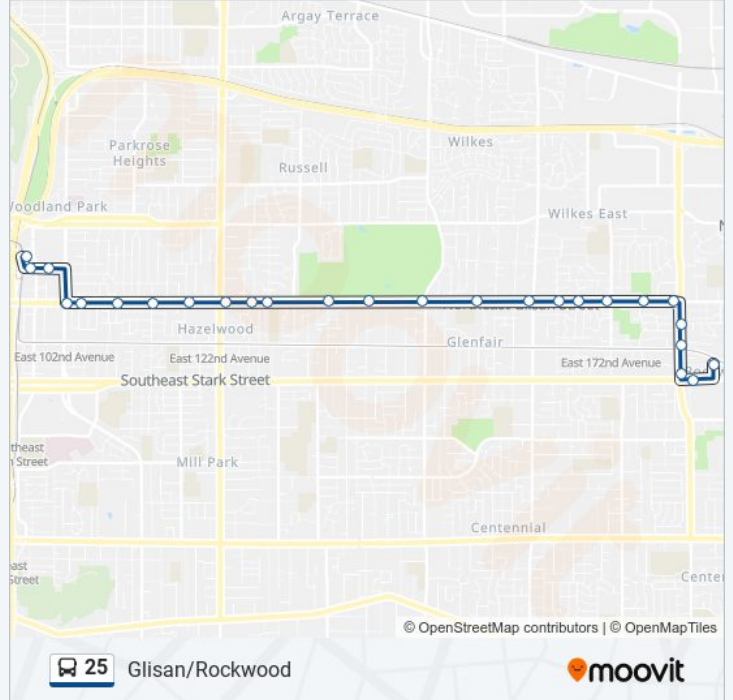 Argay Terrace
Parkrose
Heights
Wilkes
Russell
Woodland Park
Wilkes East
Hazelwood
Glenfair
East 102nd Avenue
East 122nd Avenue
East 172nd Avenue
Southeast Stark Street
Mill Park
Centennial
© OpenStreetMap contributors | © OpenMapTiles
25 Glisan/Rockwood
moovit